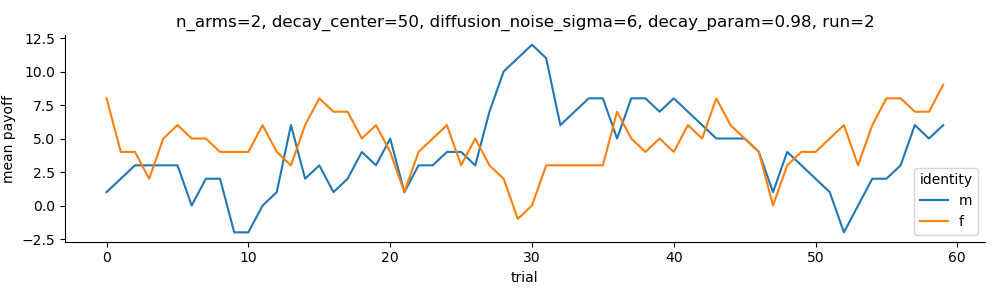 n_arms=2, decay_center=50, diffusion_noise_sigma=6, decay_param=0.98, run=2
mean payoff
12.5
10.0
7.5
5.0
2.5
0.0
−2.5
identity
m
f
0 10 20 30 40 50 60
trial